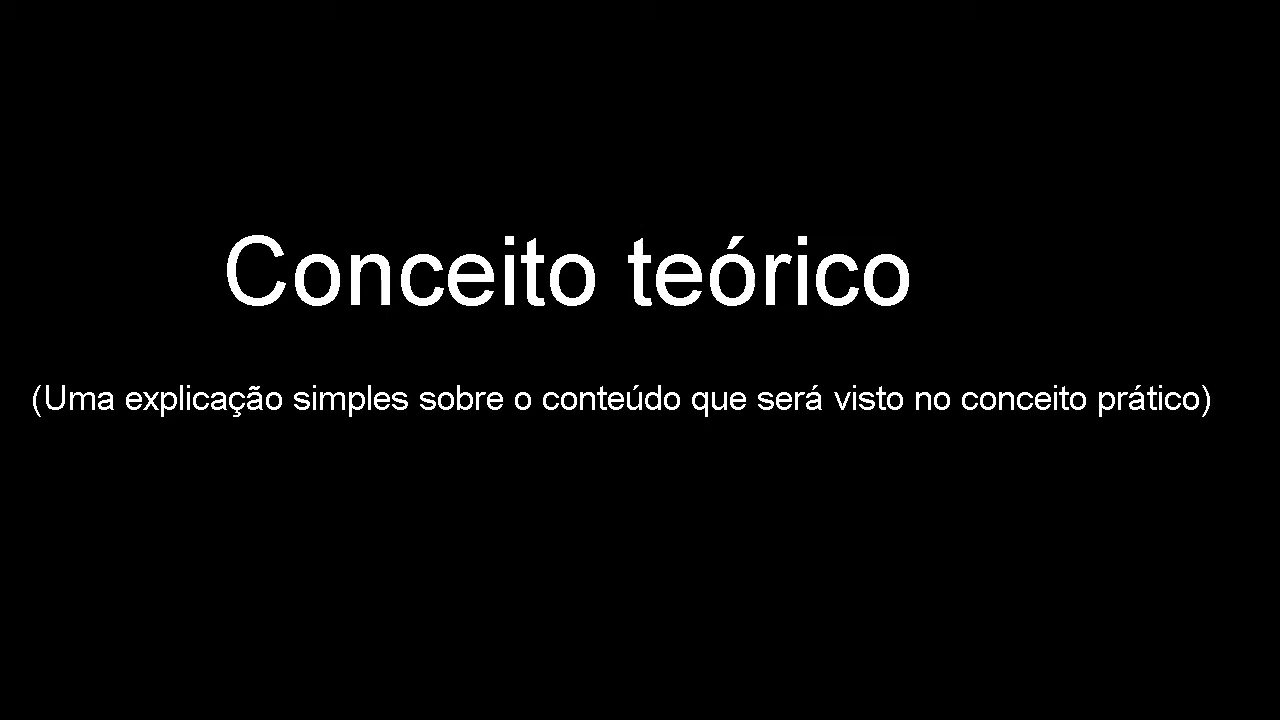 Conceito teórico
(Uma explicação simples sobre o conteúdo que será visto no conceito prático)